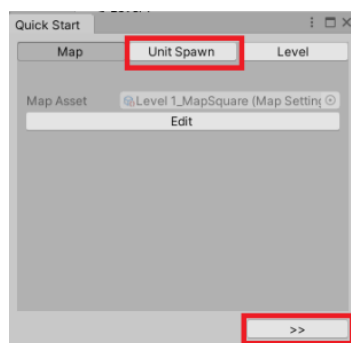 Quick Start
Map Unit Spawn Level
Map Asset Level 1_MapSquare (Map Setting
Edit
>>